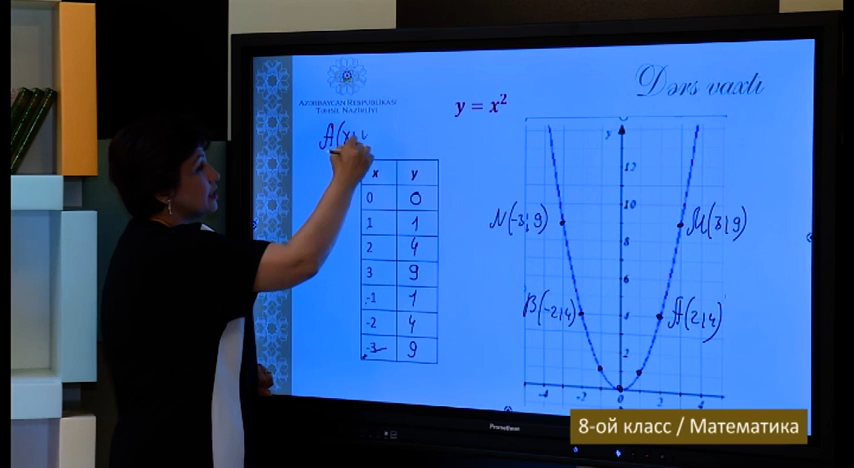 AZƏRBAYCAN RESPUBLİKASI
TƏHSİL NAZİRLİYİ
y = x²
Dərs vaxtı
A(x;
x y
0 0
1 1
2 4
3 9
-1 1
-2 4
-3 9
y
12
10
8
6
4
2
-4 -2 0 2 4
N(-3;9)
M(3;9)
B(-2;4)
A(2;4)
Promethean
8-ой класс / Математика